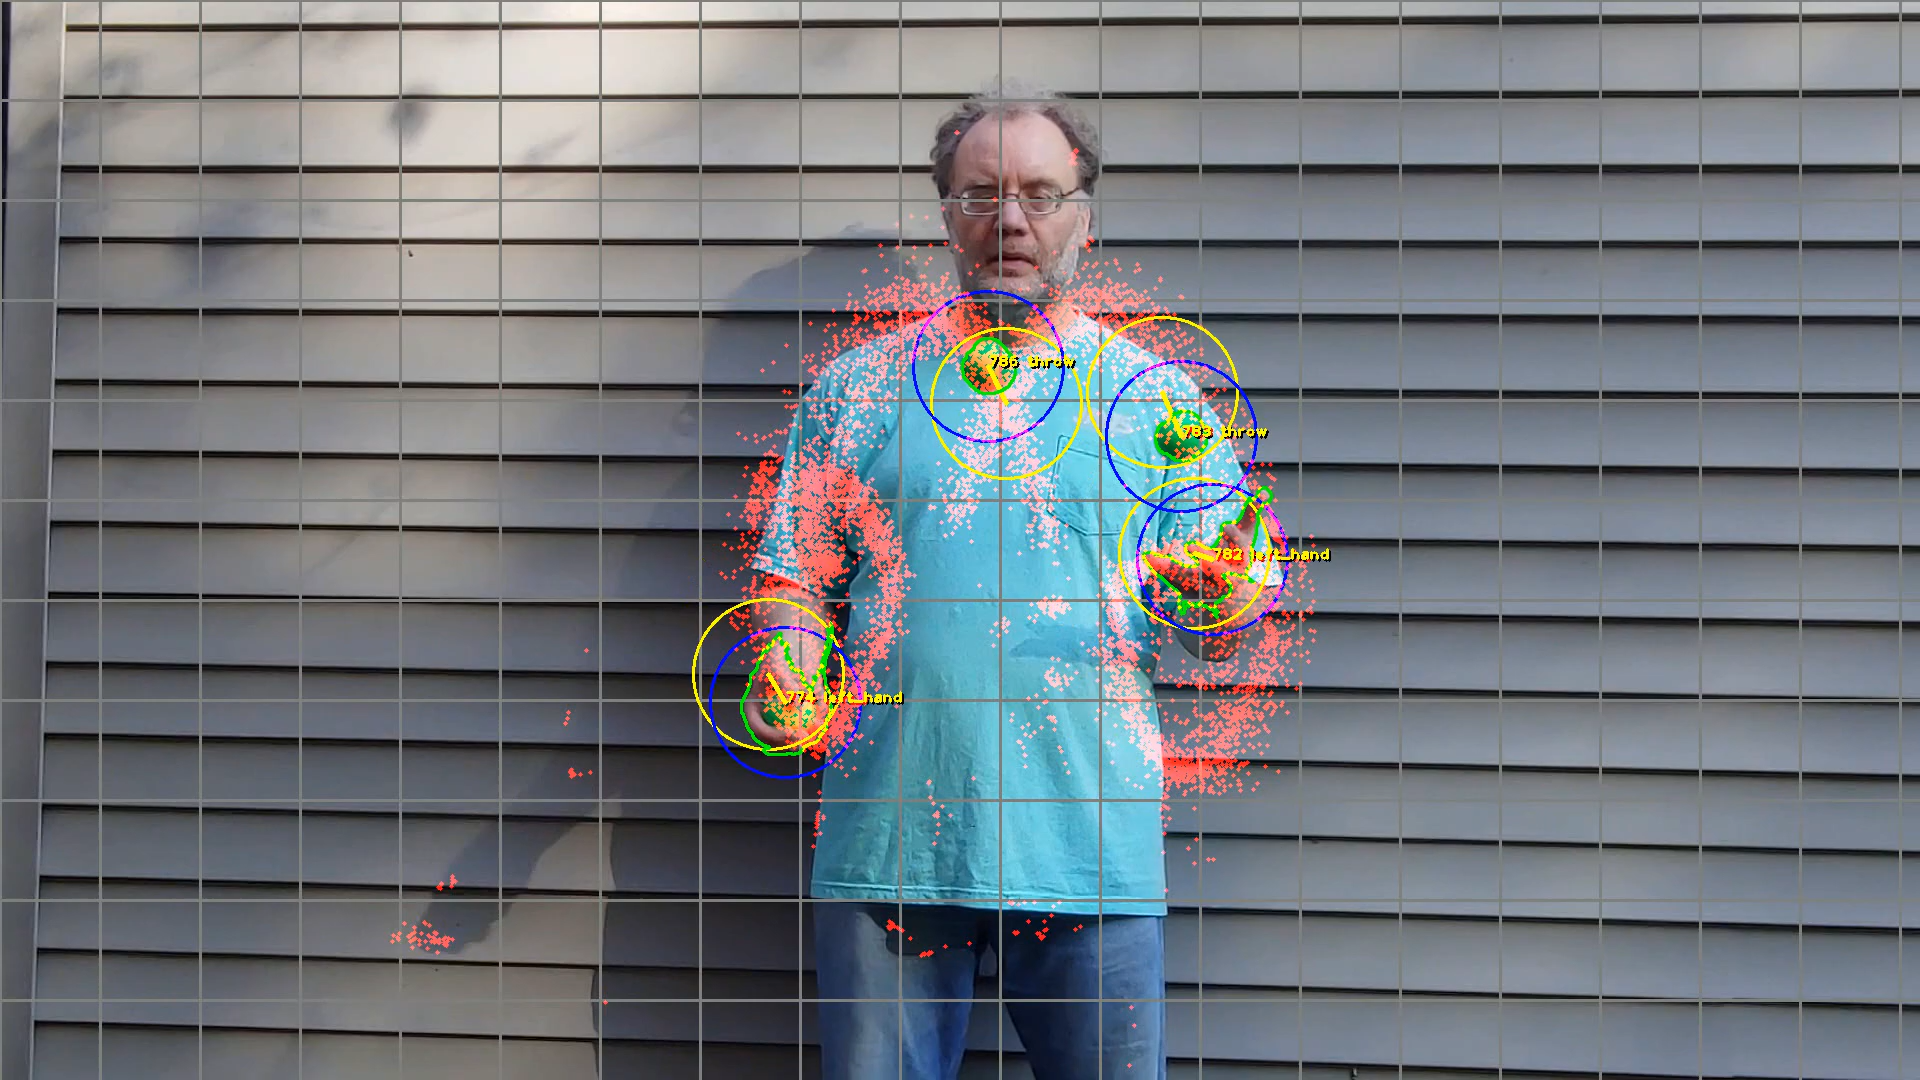 786 throw
783 throw
782 left_hand
774 left_hand